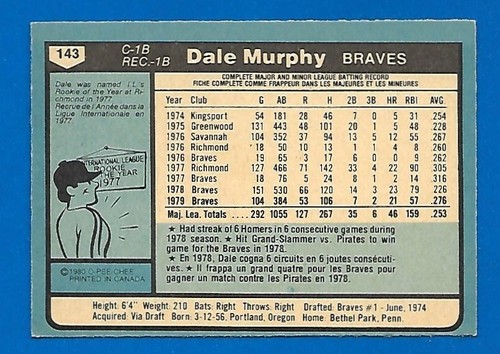 143
C-1B
REC.-1B
Dale Murphy BRAVES
COMPLETE MAJOR AND MINOR LEAGUE BATTING RECORD
FICHE COMPLETE COMME FRAPPEUR DANS LES MAJEURES ET LES MINEURES
Year Club G AB R H 2B 3B HR RBI AVG.
1974 Kingsport 54 181 28 46 7 0 5 31 .254
1975 Greenwood 131 443 48 101 20 1 5 48 .228
1976 Savannah 104 352 37 94 13 5 12 55 .267
1976 Richmond 18 50 10 13 1 1 4 8 .260
1976 Braves 19 65 3 17 6 0 0 9 .262
1977 Richmond 127 466 71 142 33 4 22 90 .305
1977 Braves 18 76 5 24 8 1 2 14 .316
1978 Braves 151 530 66 120 14 3 23 79 .226
1979 Braves 104 384 53 106 7 2 21 57 .276
Maj. Lea. Totals 292 1055 127 267 35 6 46 159 .253
Dale was named I.L.'s
Rookie of the Year at Ri-
chmond in 1977.
Recrue de l'Année dans la
Ligue Internationale en
1977.
INTERNATIONAL LEAGUE
ROOKIE
OF THE YEAR
1977
© 1980 O-PEE-CHEE
PRINTED IN CANADA
★ Had streak of 6 Homers in 6 consecutive games during
1978 season. ★ Hit Grand-Slammer vs. Pirates to win
game for the Braves in 1978.
★ En 1978, Dale cogna 6 circuits en 6 joutes consécuti-
ves. ★ Il frappa un grand quatre pour les Braves pour
gagner un match contre les Pirates en 1978.
Height: 6'4" Weight: 210 Bats: Right Throws: Right Drafted: Braves #1 - June, 1974
Acquired: Via Draft Born: 3-12-56, Portland, Oregon Home: Bethel Park, Penn.